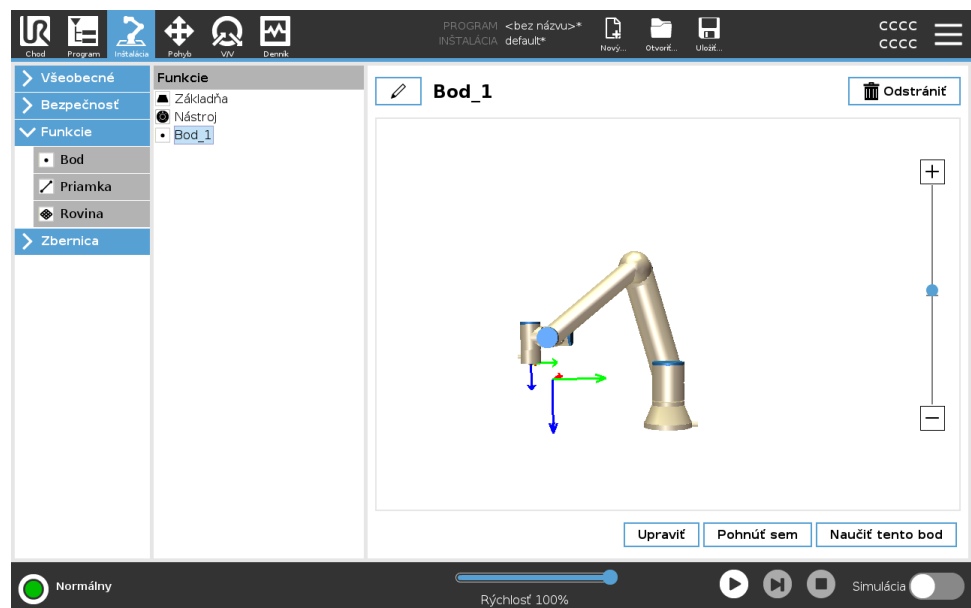 UR
Chod
Program
Inštalácia
Pohyb
V/V
Denník
PROGRAM <bez názvu>*
INŠTALÁCIA default*
Nový...
Otvoriť...
Uložiť...
CCCC
CCCC
Všeobecné
Bezpečnosť
Funkcie
Bod
Priamka
Rovina
Zbernica
Funkcie
Základňa
Nástroj
Bod_1
Bod_1
Odstrániť
Upraviť
Pohnúť sem
Naučiť tento bod
Normálny
Rýchlosť 100%
Simulácia